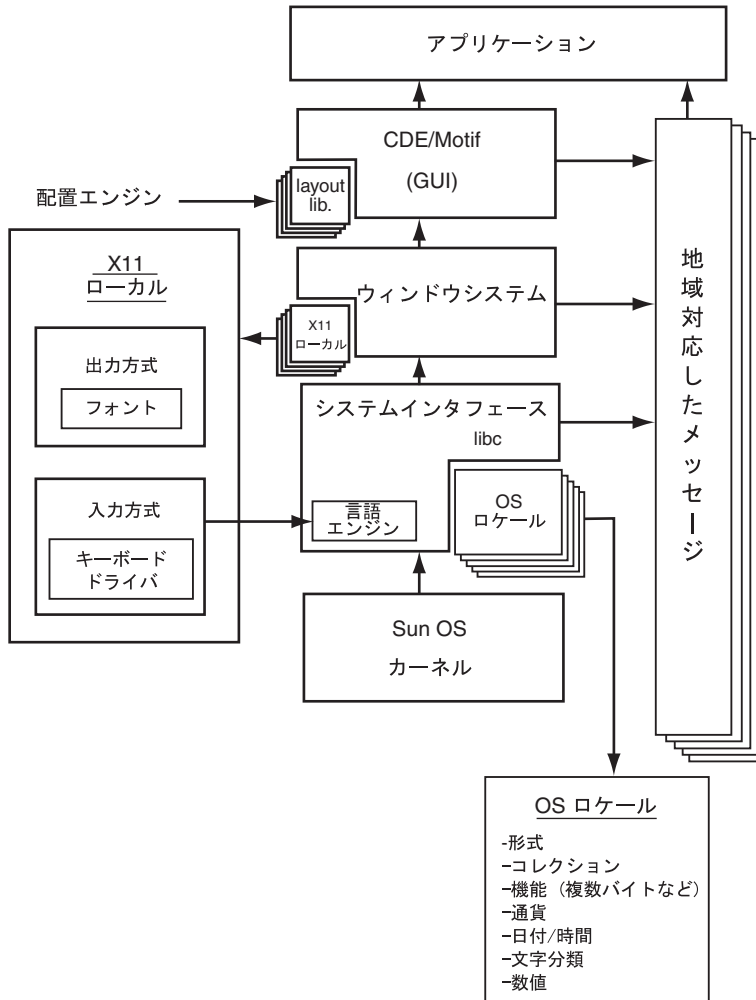 アプリケーション
CDE/Motif
(GUI)
layout
lib.
配置エンジン
X11
ローカル
出力方式
フォント
入力方式
キーボード
ドライバ
ウィンドウシステム
X11
ローカル
システムインタフェース
libc
言語
エンジン
OS
ロケール
Sun OS
カーネル
地域対応したメッセージ
OS ロケール
-形式
-コレクション
-機能（複数バイトなど）
-通貨
-日付/時間
-文字分類
-数値